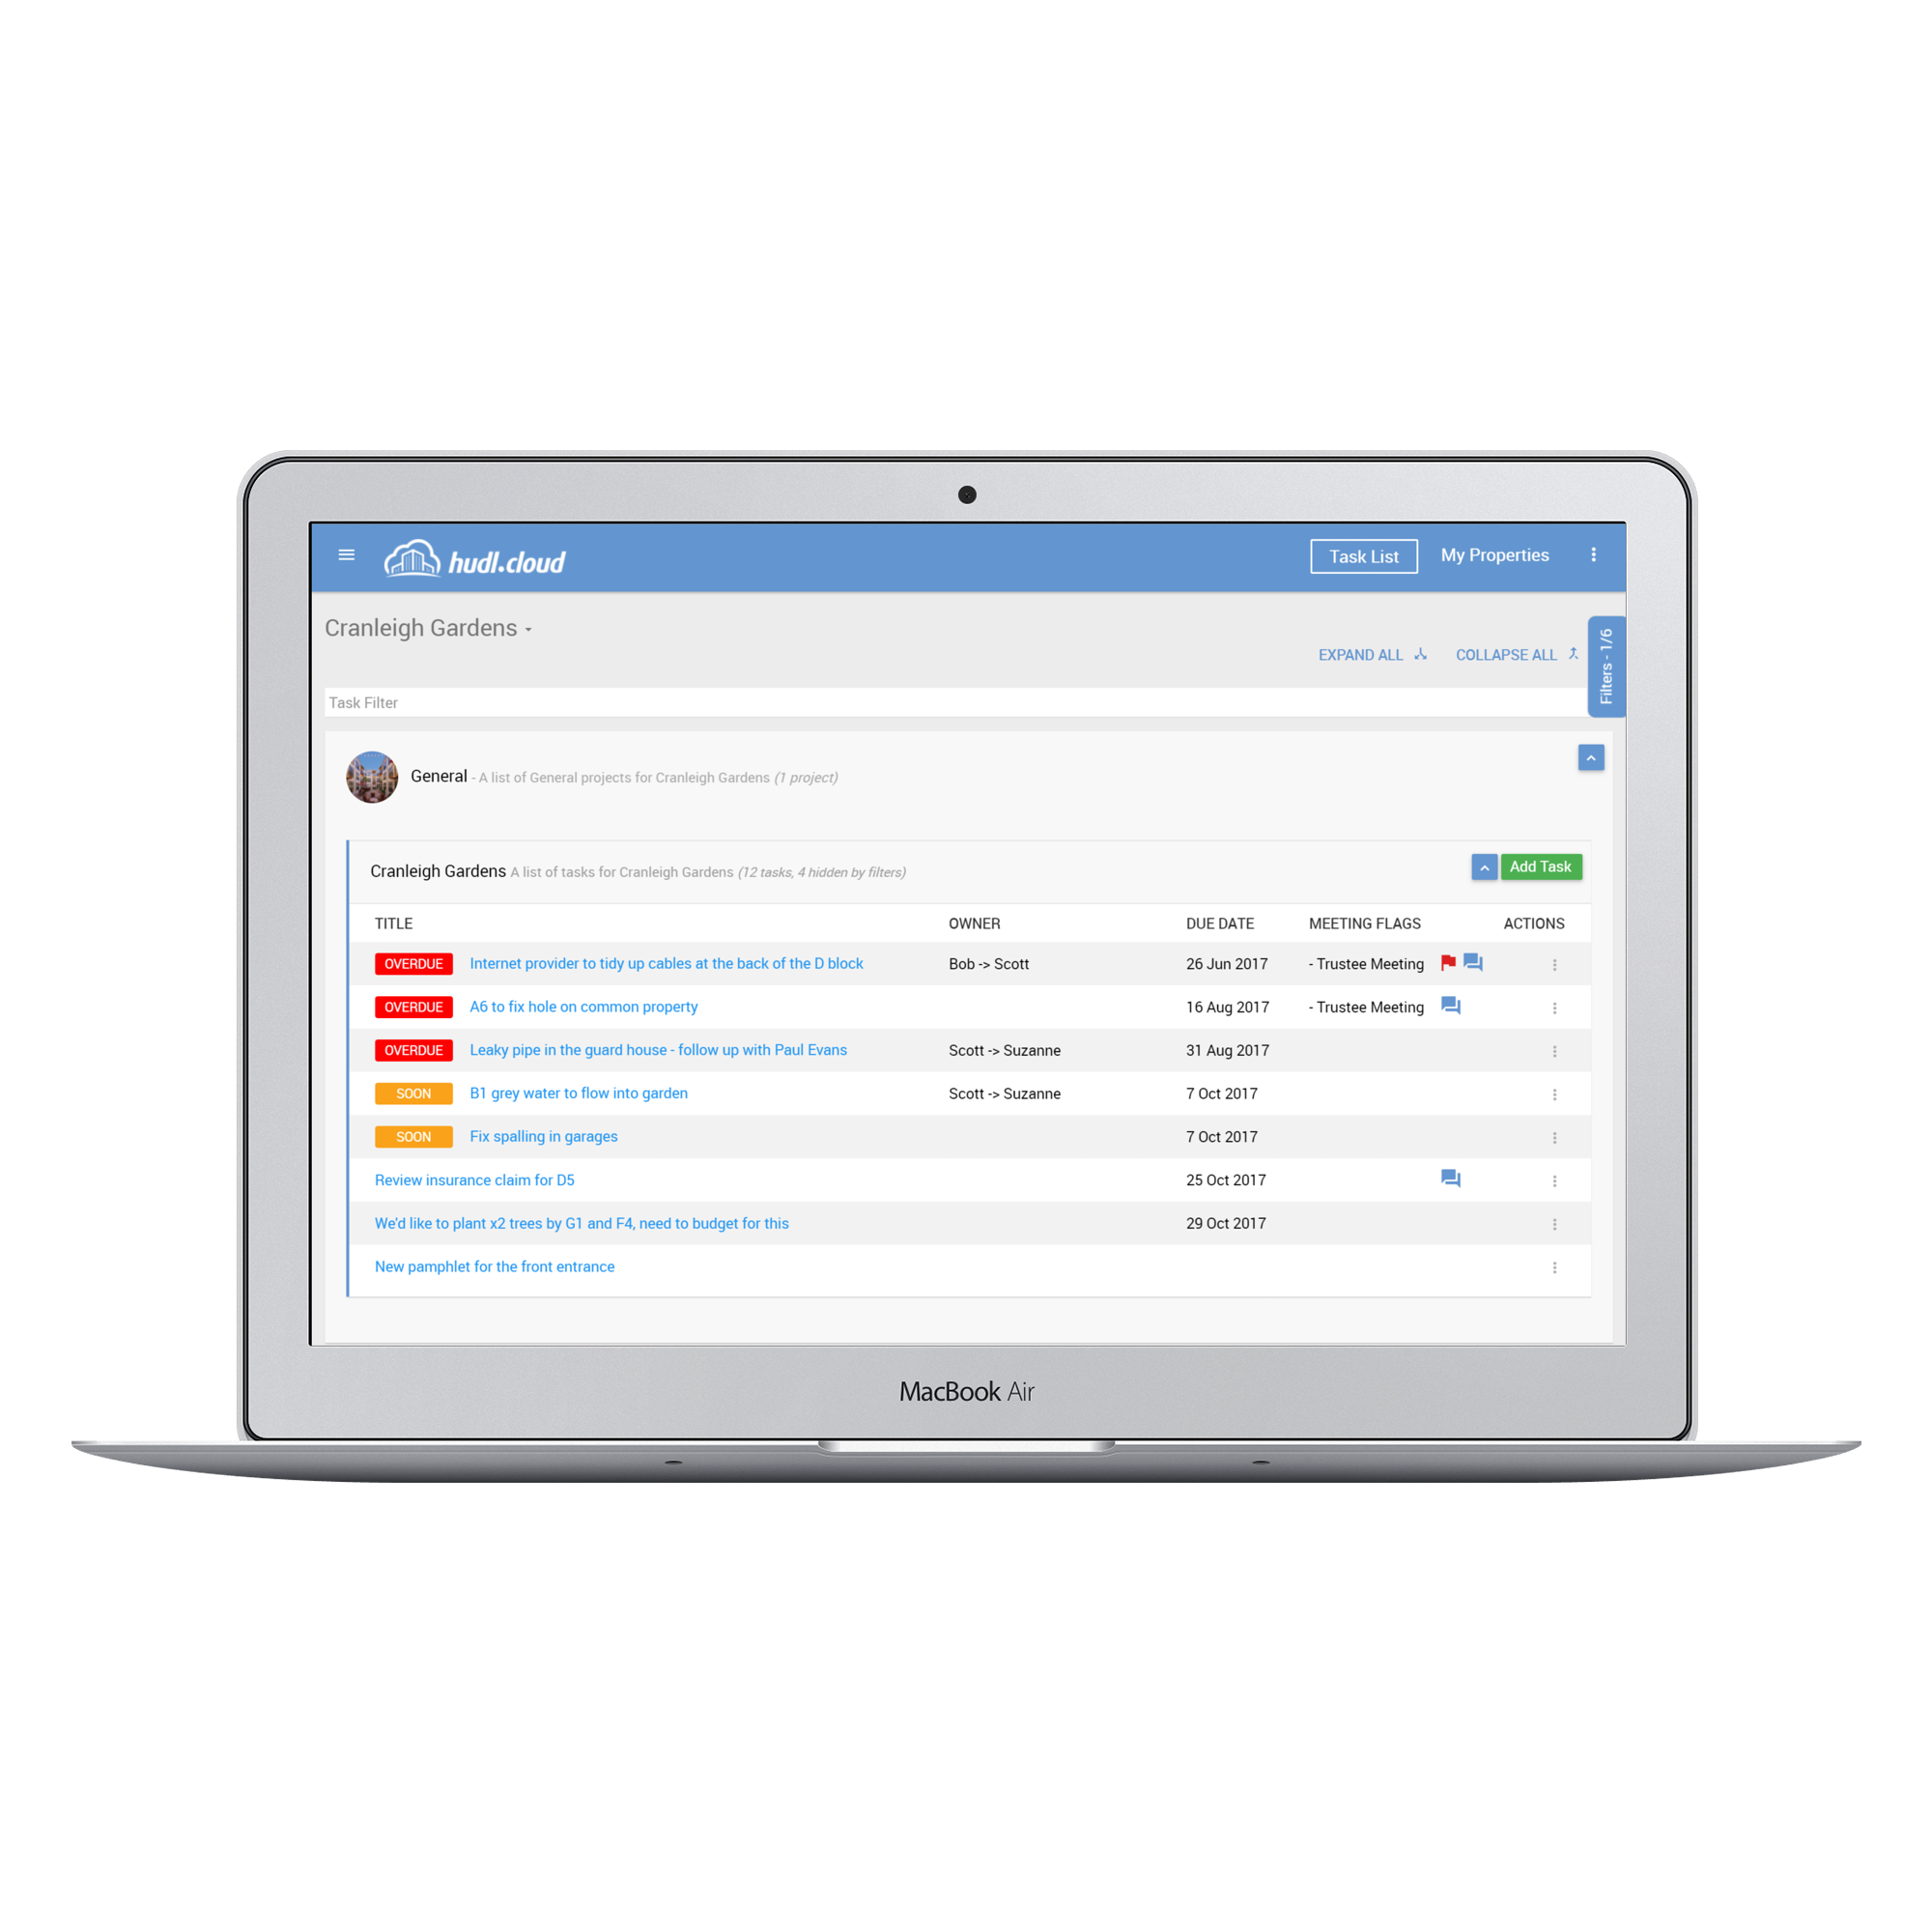 hudl.cloud Task List My Properties
Cranleigh Gardens
EXPAND ALL COLLAPSE ALL
Filters - 1/6
Task Filter
General - A list of General projects for Cranleigh Gardens (1 project)
Cranleigh Gardens A list of tasks for Cranleigh Gardens (12 tasks, 4 hidden by filters) Add Task
TITLE OWNER DUE DATE MEETING FLAGS ACTIONS
OVERDUE Internet provider to tidy up cables at the back of the D block Bob -> Scott 26 Jun 2017 - Trustee Meeting
OVERDUE A6 to fix hole on common property 16 Aug 2017 - Trustee Meeting
OVERDUE Leaky pipe in the guard house - follow up with Paul Evans Scott -> Suzanne 31 Aug 2017
SOON B1 grey water to flow into garden Scott -> Suzanne 7 Oct 2017
SOON Fix spalling in garages 7 Oct 2017
Review insurance claim for D5 25 Oct 2017
We'd like to plant x2 trees by G1 and F4, need to budget for this 29 Oct 2017
New pamphlet for the front entrance
MacBook Air